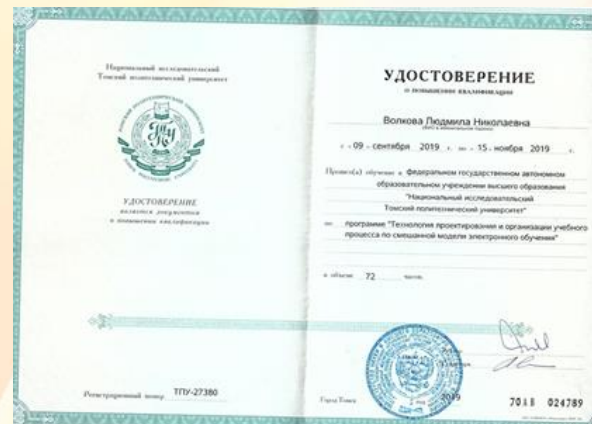 Национальный исследовательский
Томский политехнический университет
УДОСТОВЕРЕНИЕ
является документом
о повышении квалификации
Регистрационный номер ТПУ-27380
УДОСТОВЕРЕНИЕ
О ПОВЫШЕНИИ КВАЛИФИКАЦИИ
Волкова Людмила Николаевна
с « 09 » сентября 2019 г. по « 15 » ноября 2019 г.
Прошел(а) обучение в федеральном государственном автономном
образовательном учреждении высшего образования
"Национальный исследовательский
Томский политехнический университет"
по программе "Технология проектирования и организации учебного
процесса по смешанной модели электронного обучения"
в объеме 72 часов.
Город Томск 2019
70АВ 024789